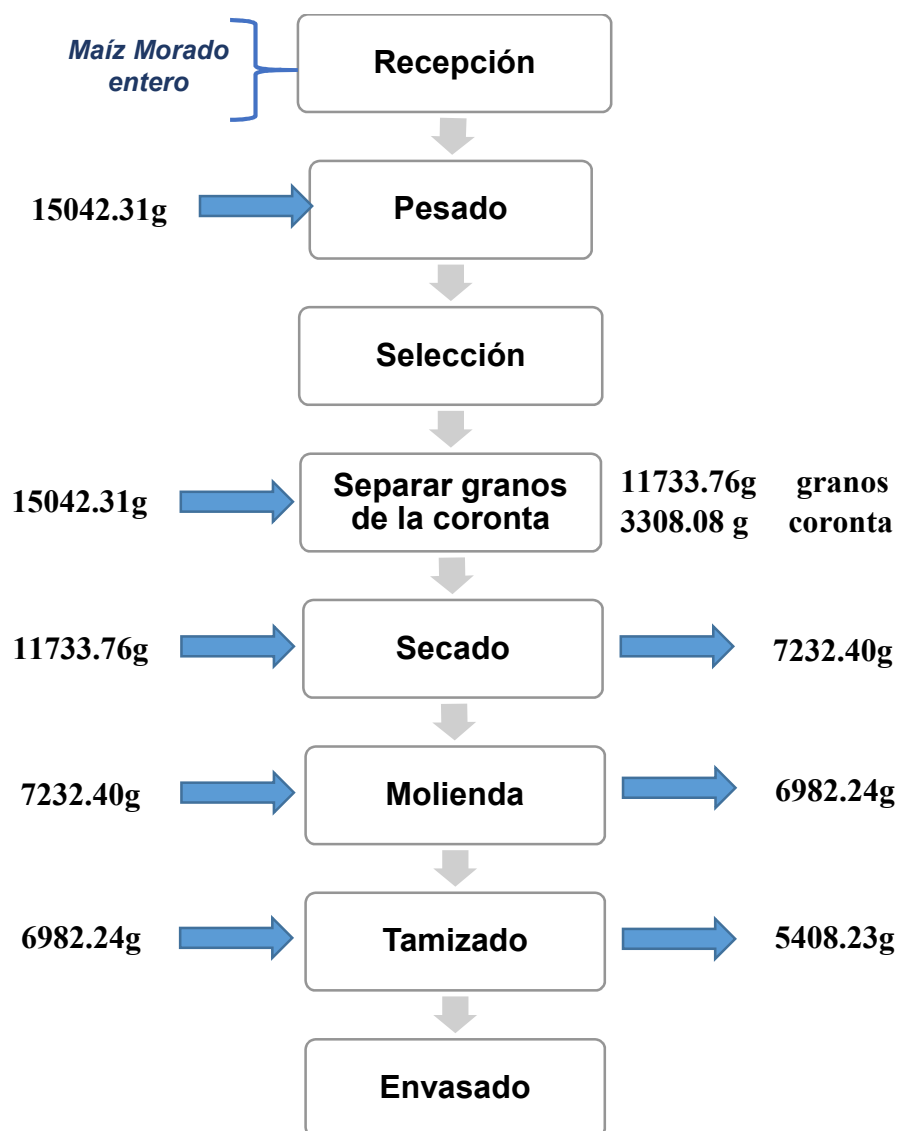 Maíz Morado
entero
Recepción
15042.31g
Pesado
Selección
15042.31g
Separar granos
de la coronta
11733.76g granos
3308.08 g coronta
11733.76g
Secado
7232.40g
7232.40g
Molienda
6982.24g
6982.24g
Tamizado
5408.23g
Envasado